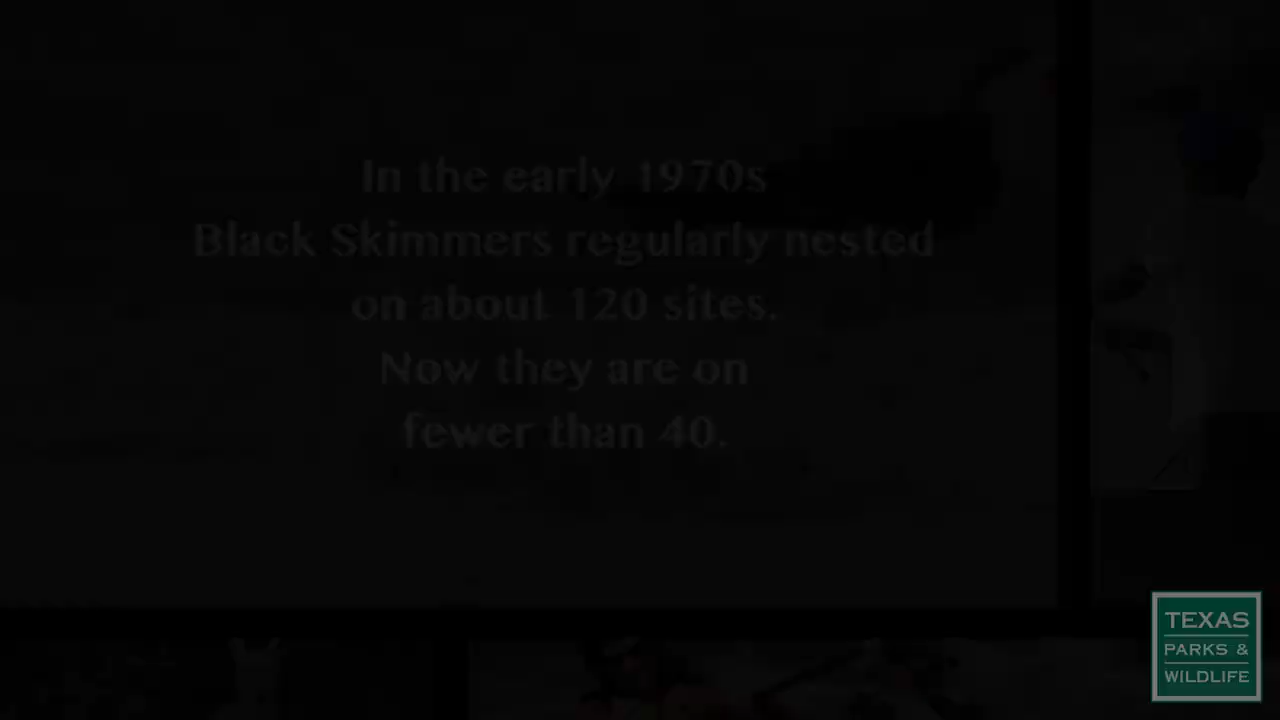 In the early 1970s
Black Skimmers regularly nested
on about 120 sites.
Now they are on
fewer than 40.
TEXAS
PARKS &
WILDLIFE